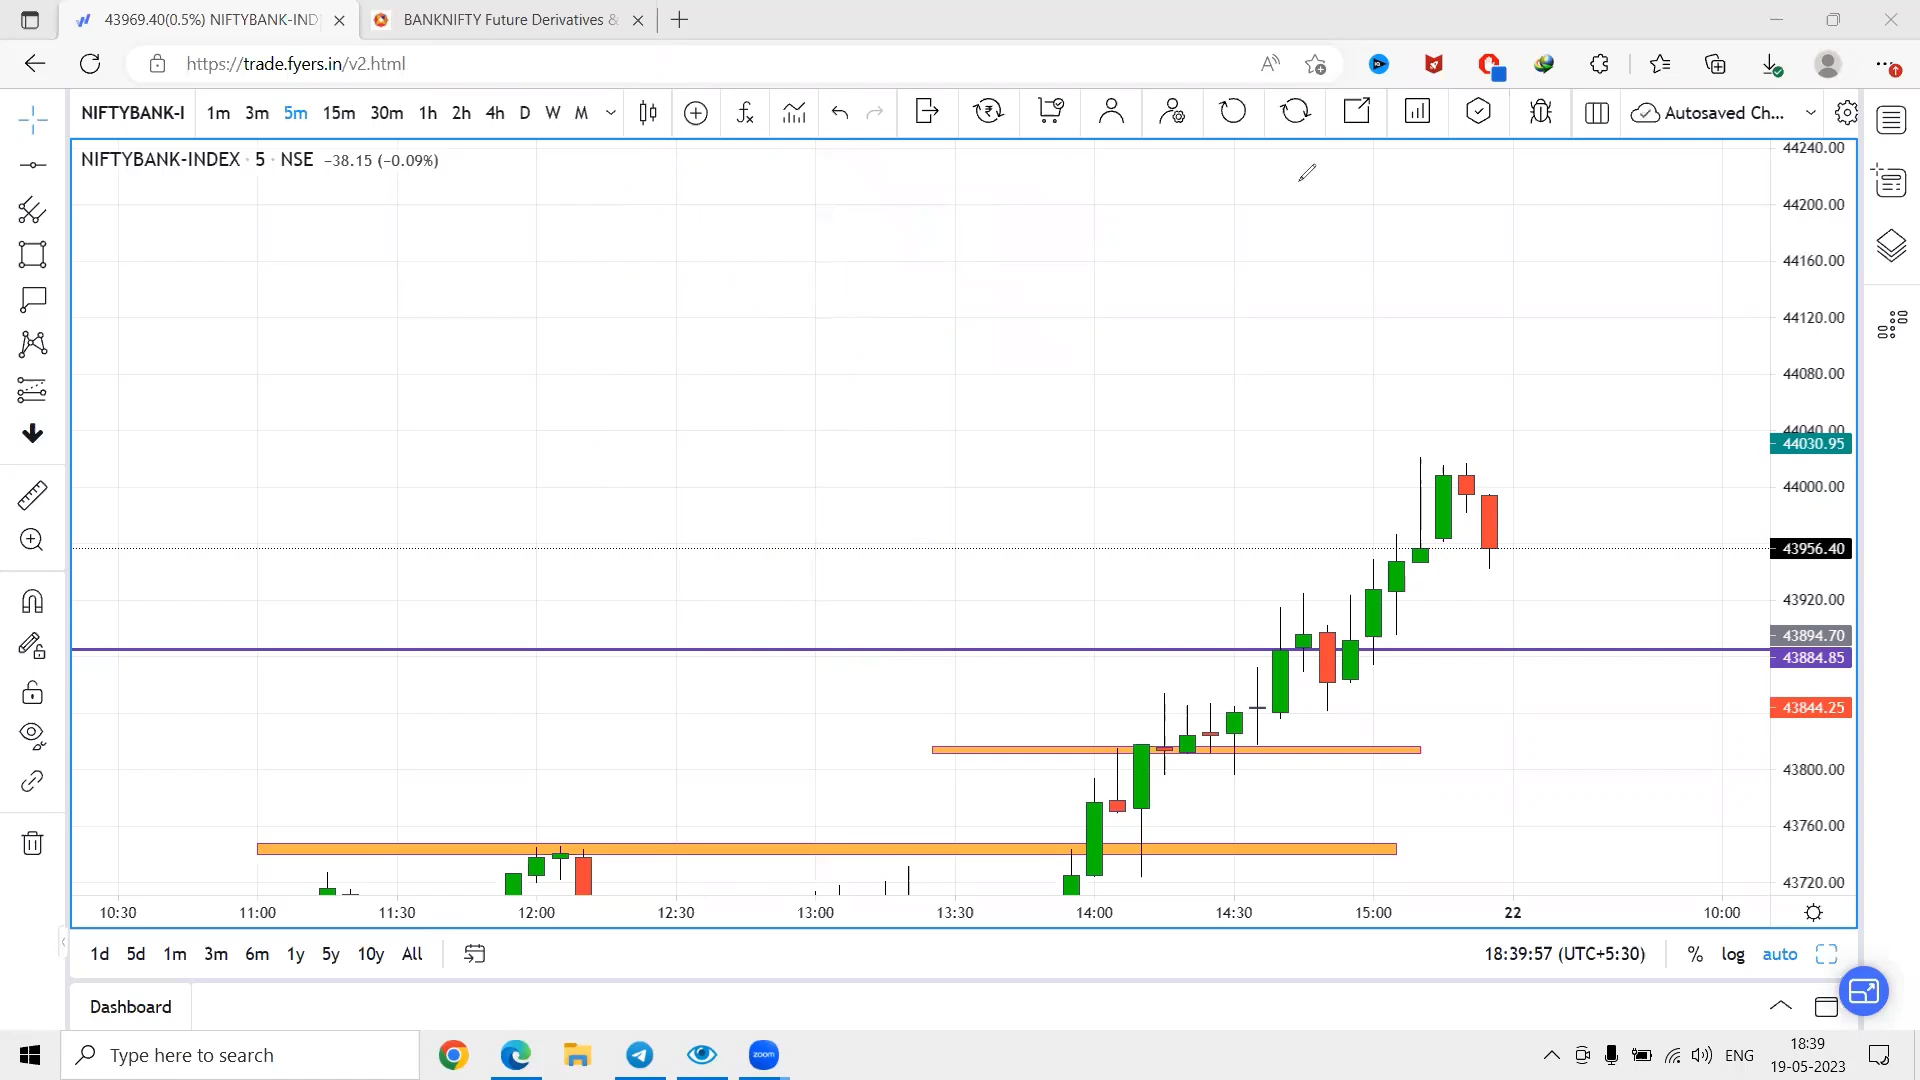 43969.40(0.5%) NIFTYBANK-IND
BANKNIFTY Future Derivatives &
https://trade.fyers.in/v2.html
NIFTYBANK-I 1m 3m 5m 15m 30m 1h 2h 4h D W M Autosaved Ch...
NIFTYBANK-INDEX · 5 · NSE −38.15 (−0.09%)
44240.00
44200.00
44160.00
44120.00
44080.00
44040.00
44030.95
44000.00
43956.40
43920.00
43894.70
43884.85
43844.25
43800.00
43760.00
43720.00
10:30 11:00 11:30 12:00 12:30 13:00 13:30 14:00 14:30 15:00 22 10:00
1d 5d 1m 3m 6m 1y 5y 10y All 18:39:57 (UTC+5:30) % log auto
Dashboard
Type here to search
zoom
ENG
18:39
19-05-2023